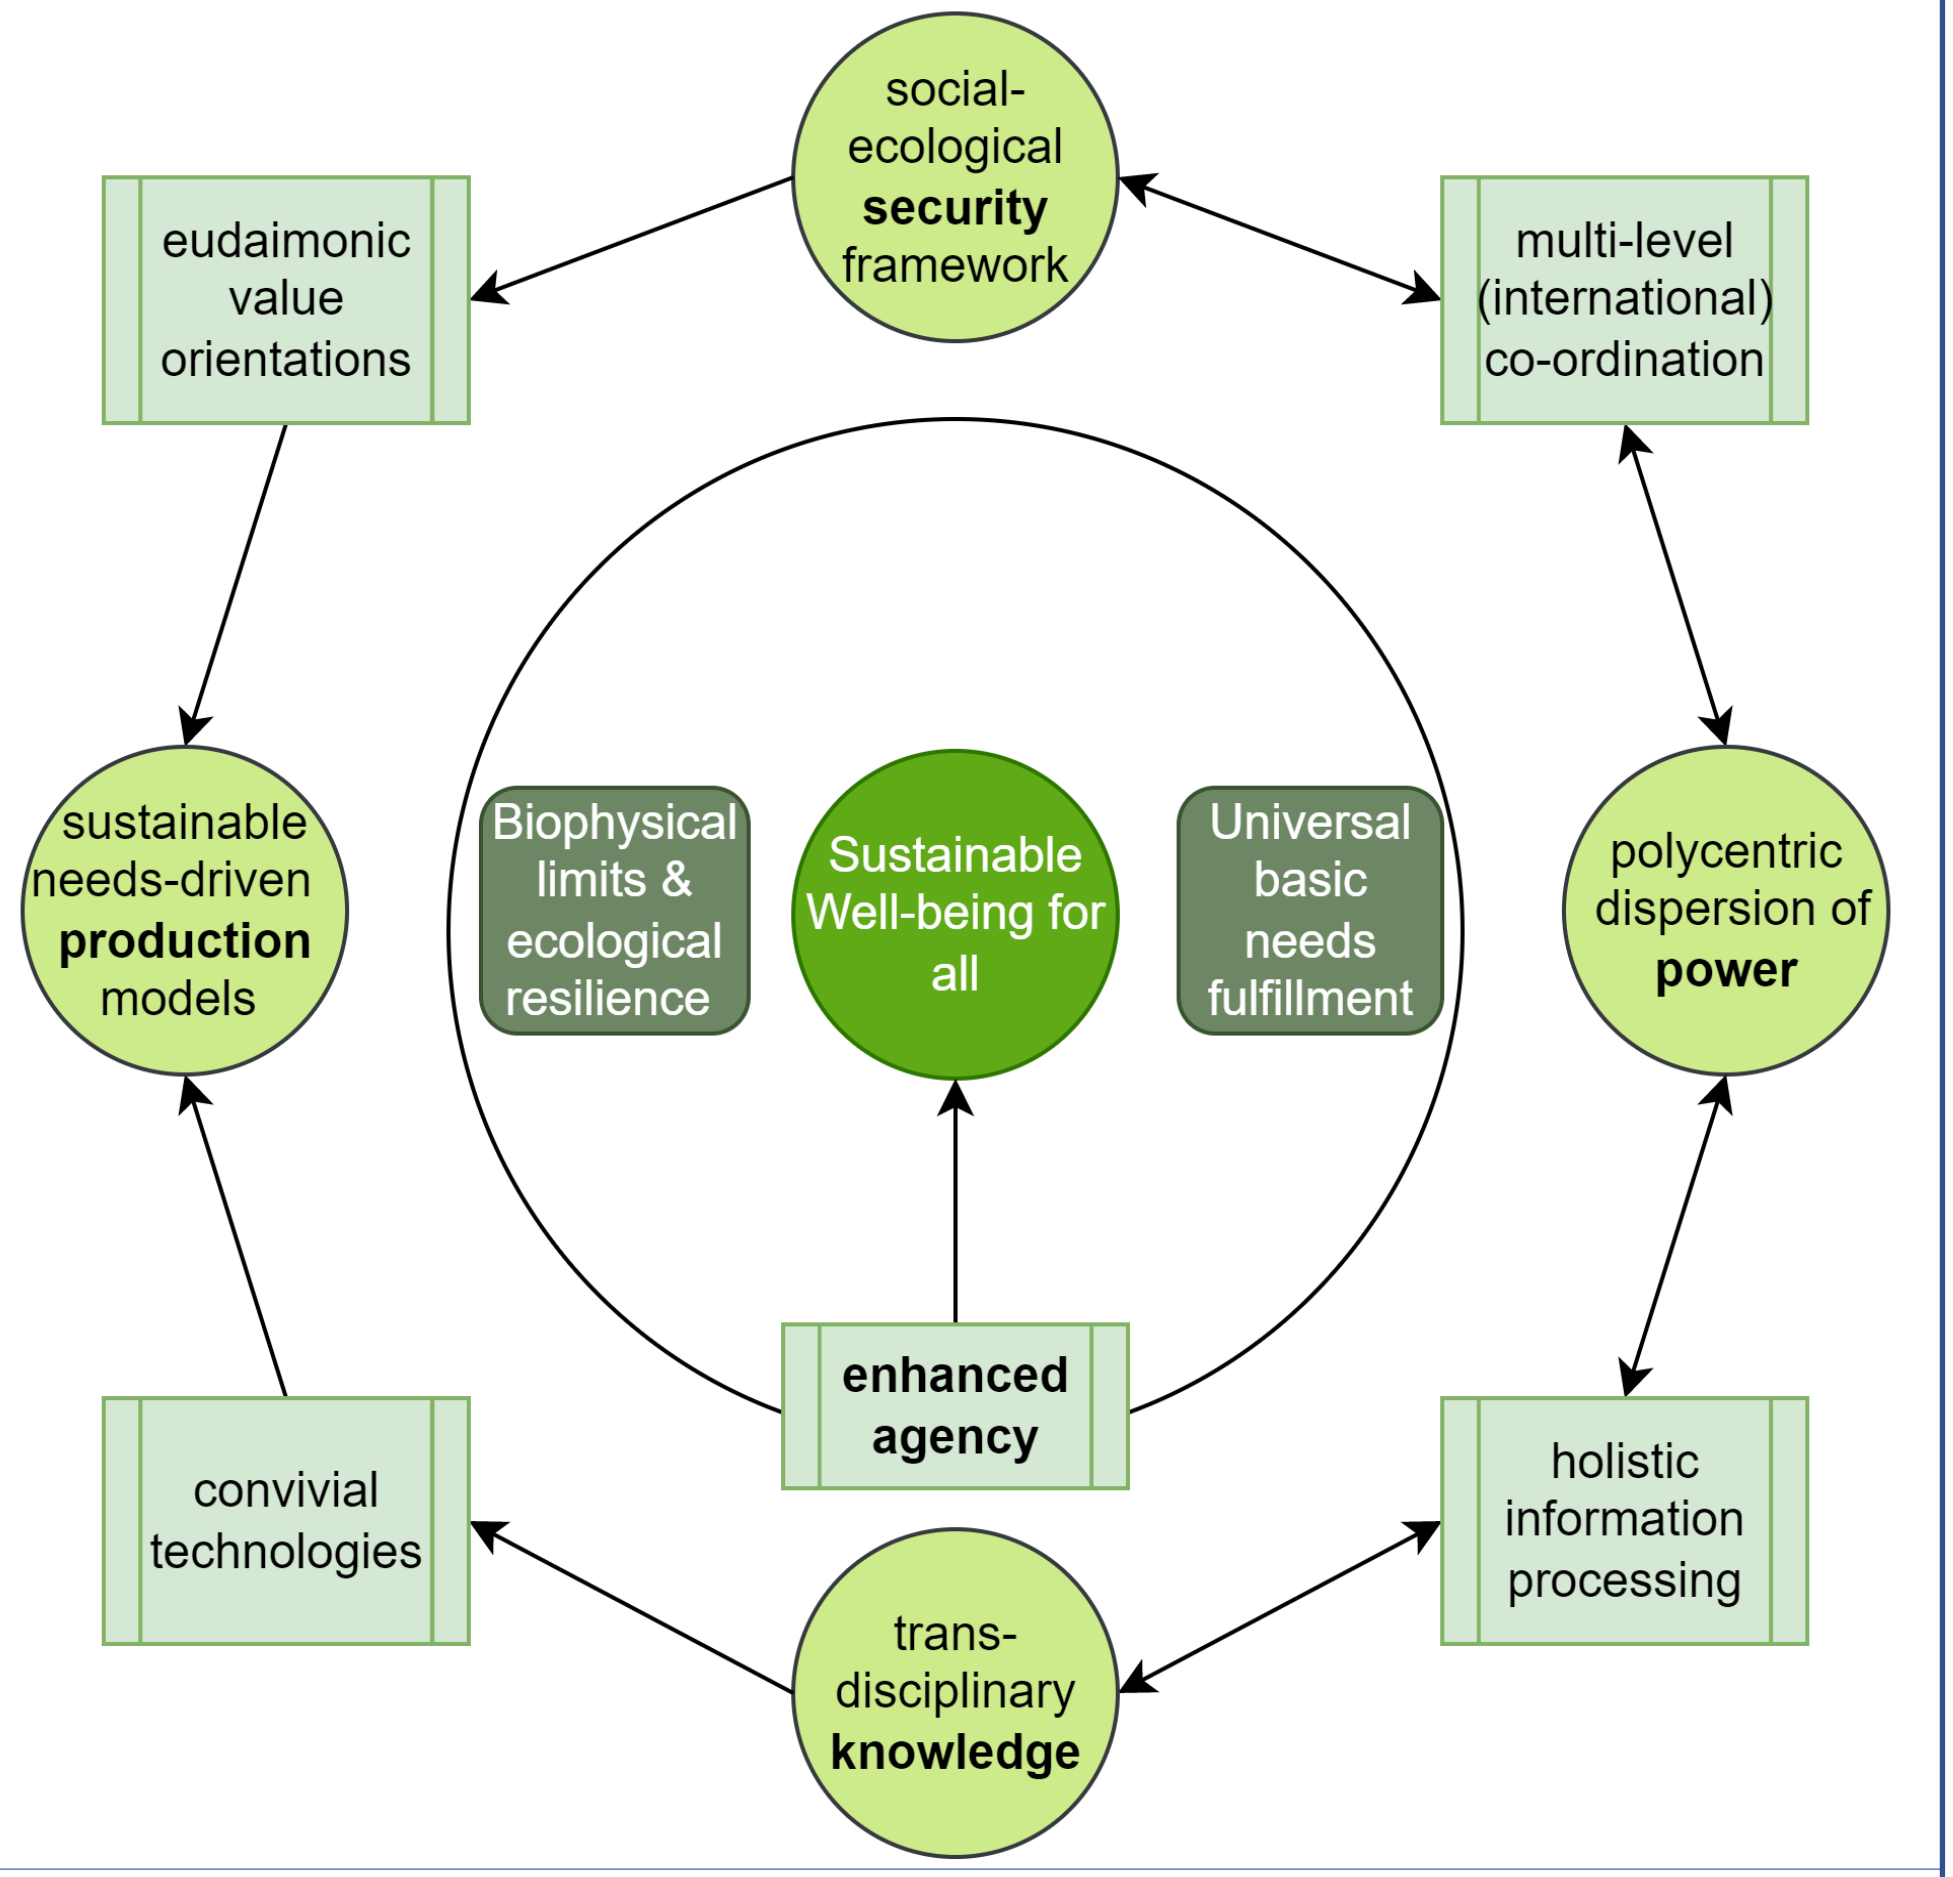 social-
ecological
security
framework
eudaimonic
value
orientations
multi-level
(international)
co-ordination
sustainable
needs-driven
production
models
Biophysical
limits &
ecological
resilience
Sustainable
Well-being for
all
Universal
basic
needs
fulfillment
polycentric
dispersion of
power
enhanced
agency
convivial
technologies
holistic
information
processing
trans-
disciplinary
knowledge